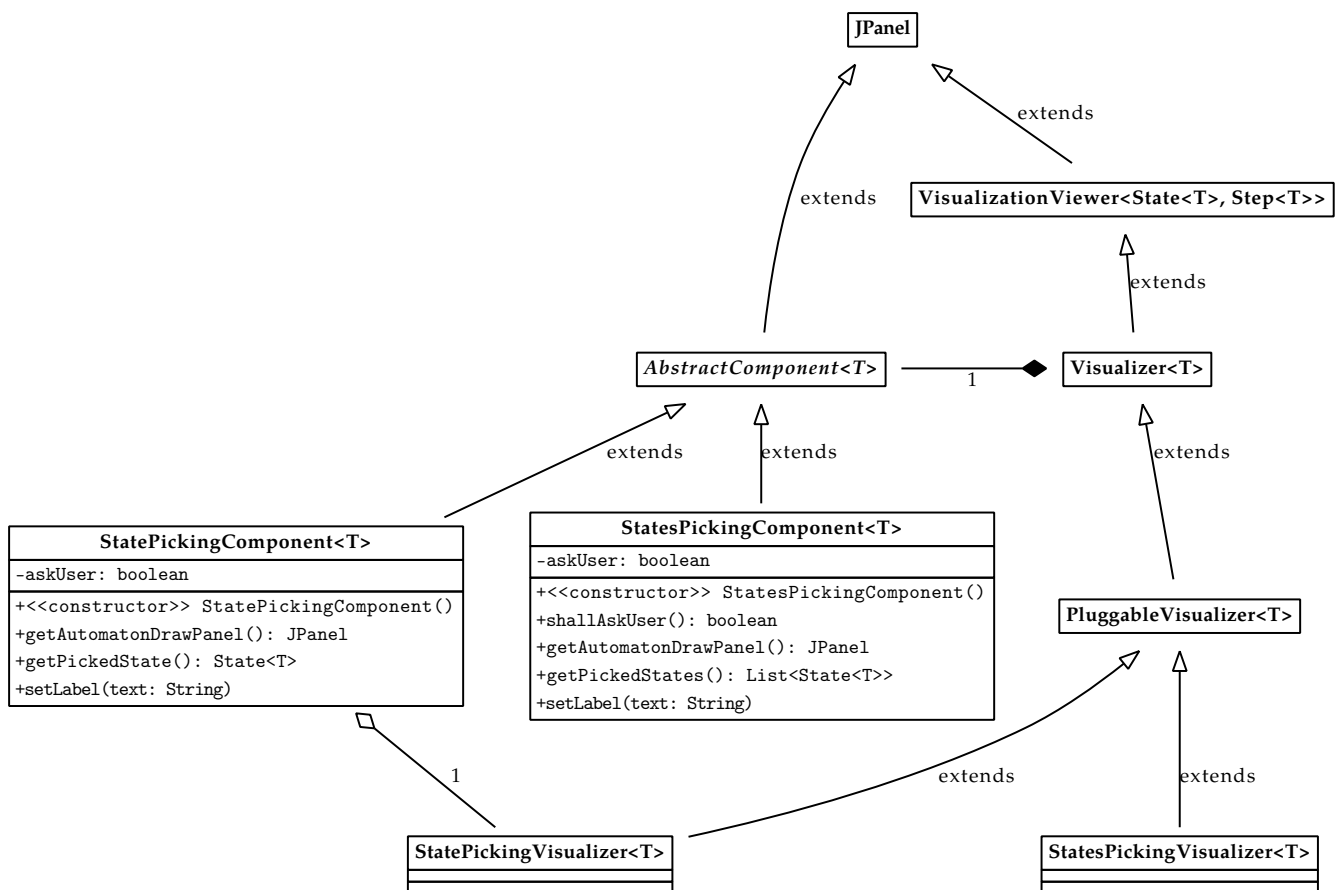 JPanel
extends
extends
VisualizationViewer<State<T>, Step<T>>
extends
AbstractComponent<T>
1
Visualizer<T>
extends
extends
extends
StatePickingComponent<T>
-askUser: boolean
+<<constructor>> StatePickingComponent()
+getAutomatonDrawPanel(): JPanel
+getPickedState(): State<T>
+setLabel(text: String)
StatesPickingComponent<T>
-askUser: boolean
+<<constructor>> StatesPickingComponent()
+shallAskUser(): boolean
+getAutomatonDrawPanel(): JPanel
+getPickedStates(): List<State<T>>
+setLabel(text: String)
PluggableVisualizer<T>
1
extends
extends
StatePickingVisualizer<T>
StatesPickingVisualizer<T>